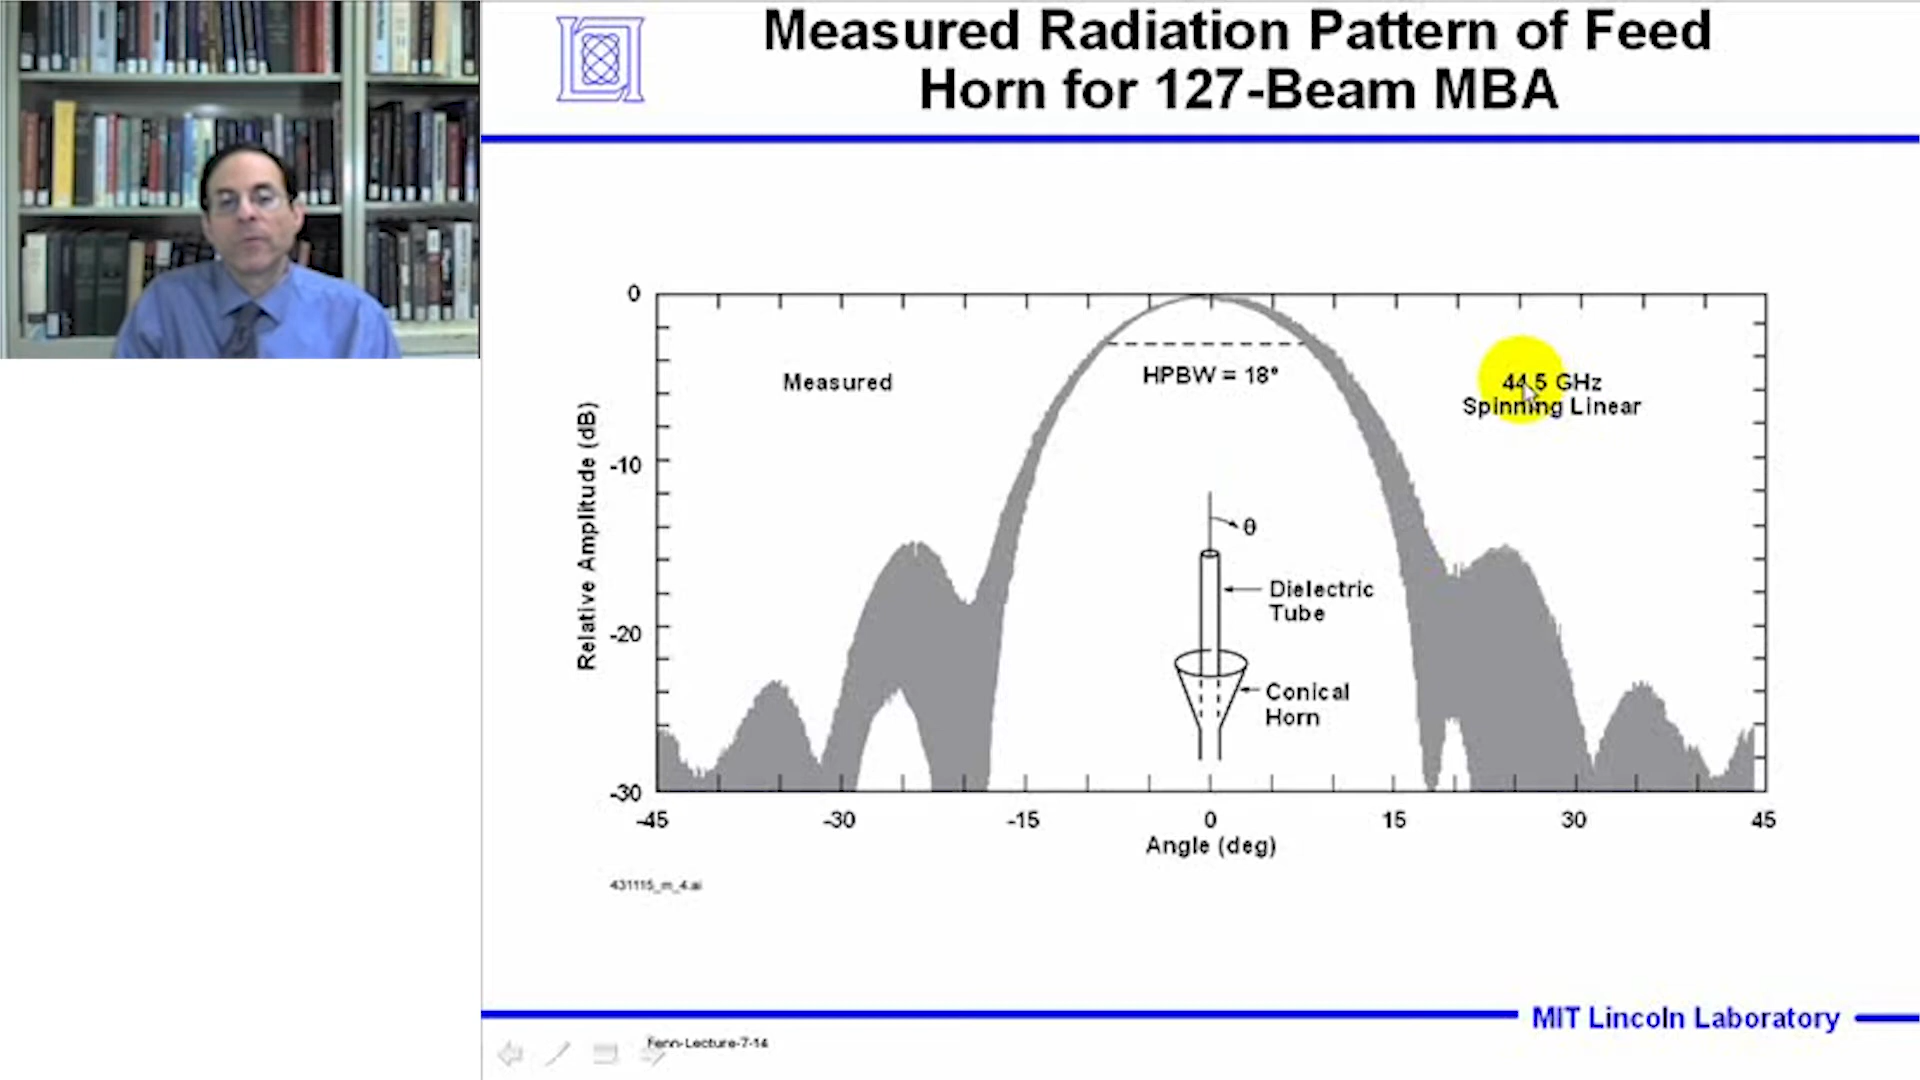 Measured Radiation Pattern of Feed
Horn for 127-Beam MBA
0
Measured
HPBW = 18°
44.5 GHz
Spinning Linear
Relative Amplitude (dB)
-10
θ
Dielectric
Tube
-20
Conical
Horn
-30
-45
-30
-15
0
15
30
45
Angle (deg)
431115_m_4.ai
MIT Lincoln Laboratory
Fenn-Lecture-7-14